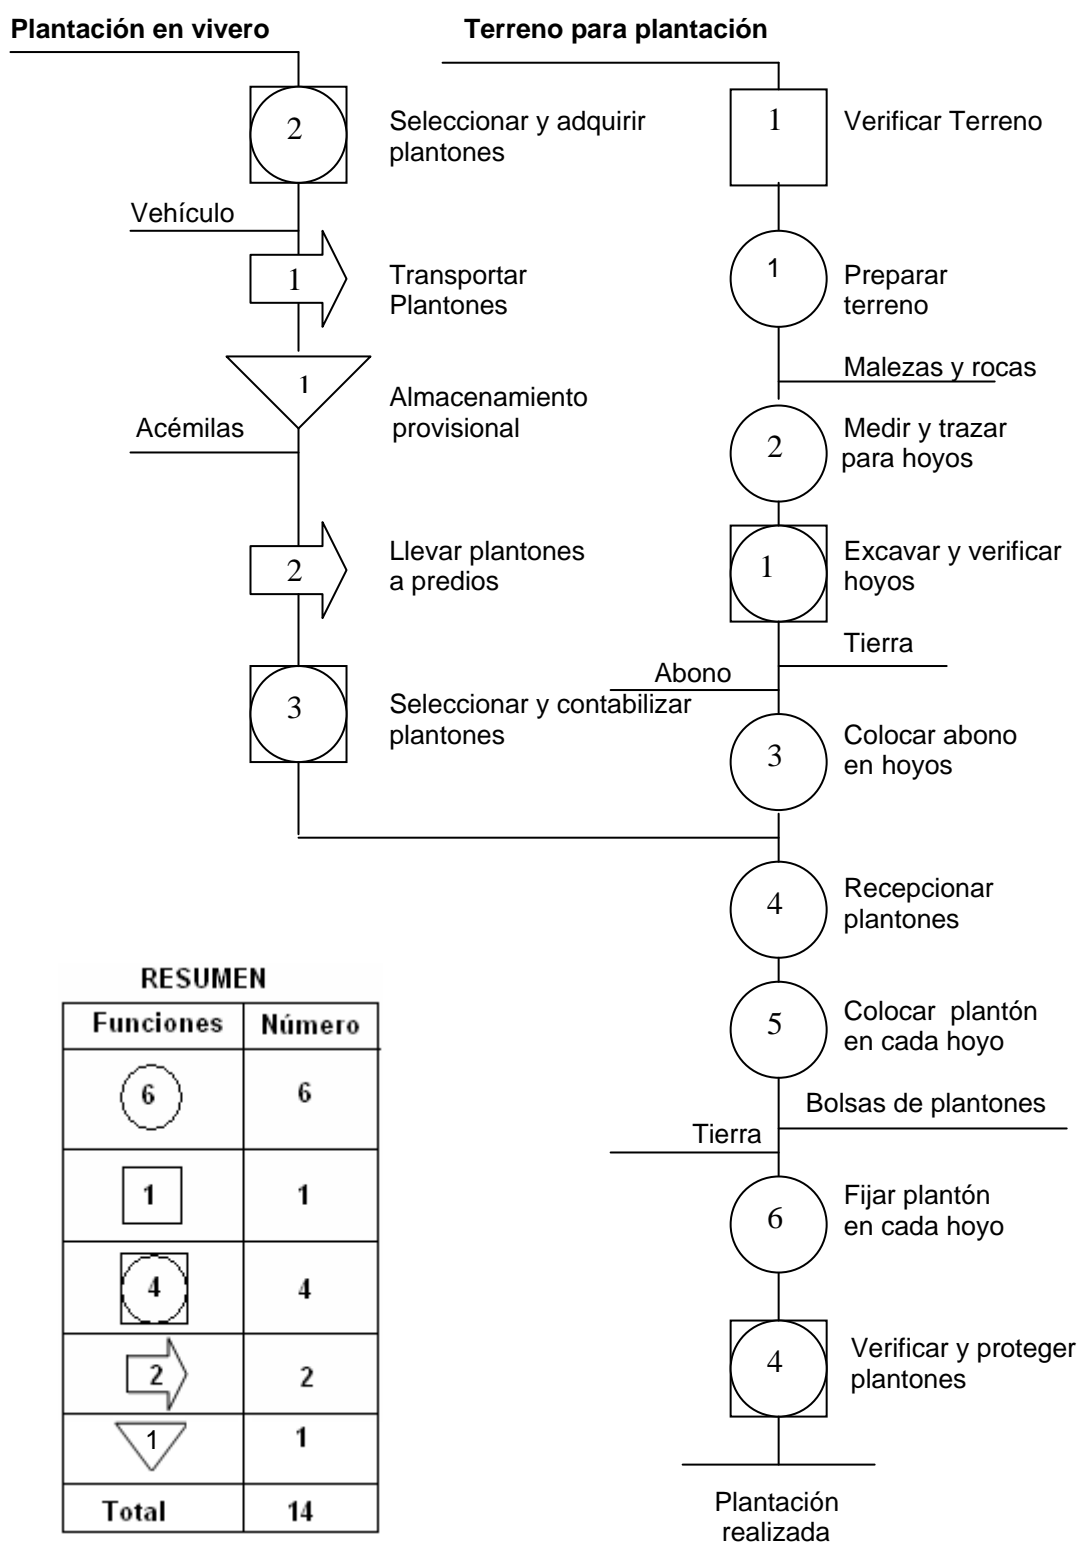 Plantación en vivero
2
Seleccionar y adquirir
plantones
Vehículo
1
Transportar
Plantones
1
Almacenamiento
provisional
Acémilas
2
Llevar plantones
a predios
3
Seleccionar y contabilizar
plantones
Terreno para plantación
1
Verificar Terreno
1
Preparar
terreno
Malezas y rocas
2
Medir y trazar
para hoyos
1
Excavar y verificar
hoyos
Tierra
Abono
3
Colocar abono
en hoyos
4
Recepcionar
plantones
5
Colocar plantón
en cada hoyo
Bolsas de plantones
Tierra
6
Fijar plantón
en cada hoyo
4
Verificar y proteger
plantones
Plantación
realizada
RESUMEN
Funciones Número
6 6
1 1
4 4
2 2
1 1
Total 14